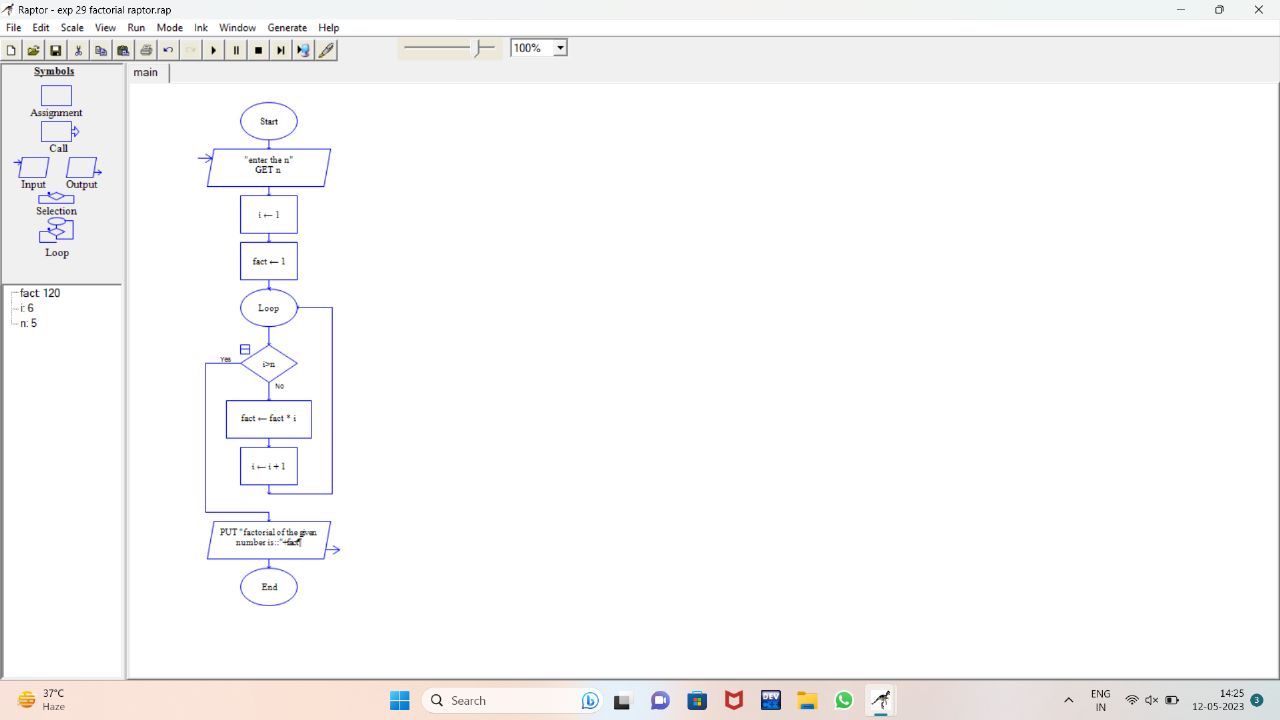 Raptor - exp 29 factorial raptor.rap
File Edit Scale View Run Mode Ink Window Generate Help
100%
Symbols
main
Assignment
Call
Input Output
Selection
Loop
fact: 120
i: 6
n: 5
Start
"enter the n"
GET n
i ← 1
fact ← 1
Loop
i>n
Yes
No
fact ← fact * i
i ← i + 1
PUT "factorial of the given
number is::"+fact¶
End
37°C
Haze
Search
DEV
ENG
IN
14:25
12-05-2023
3